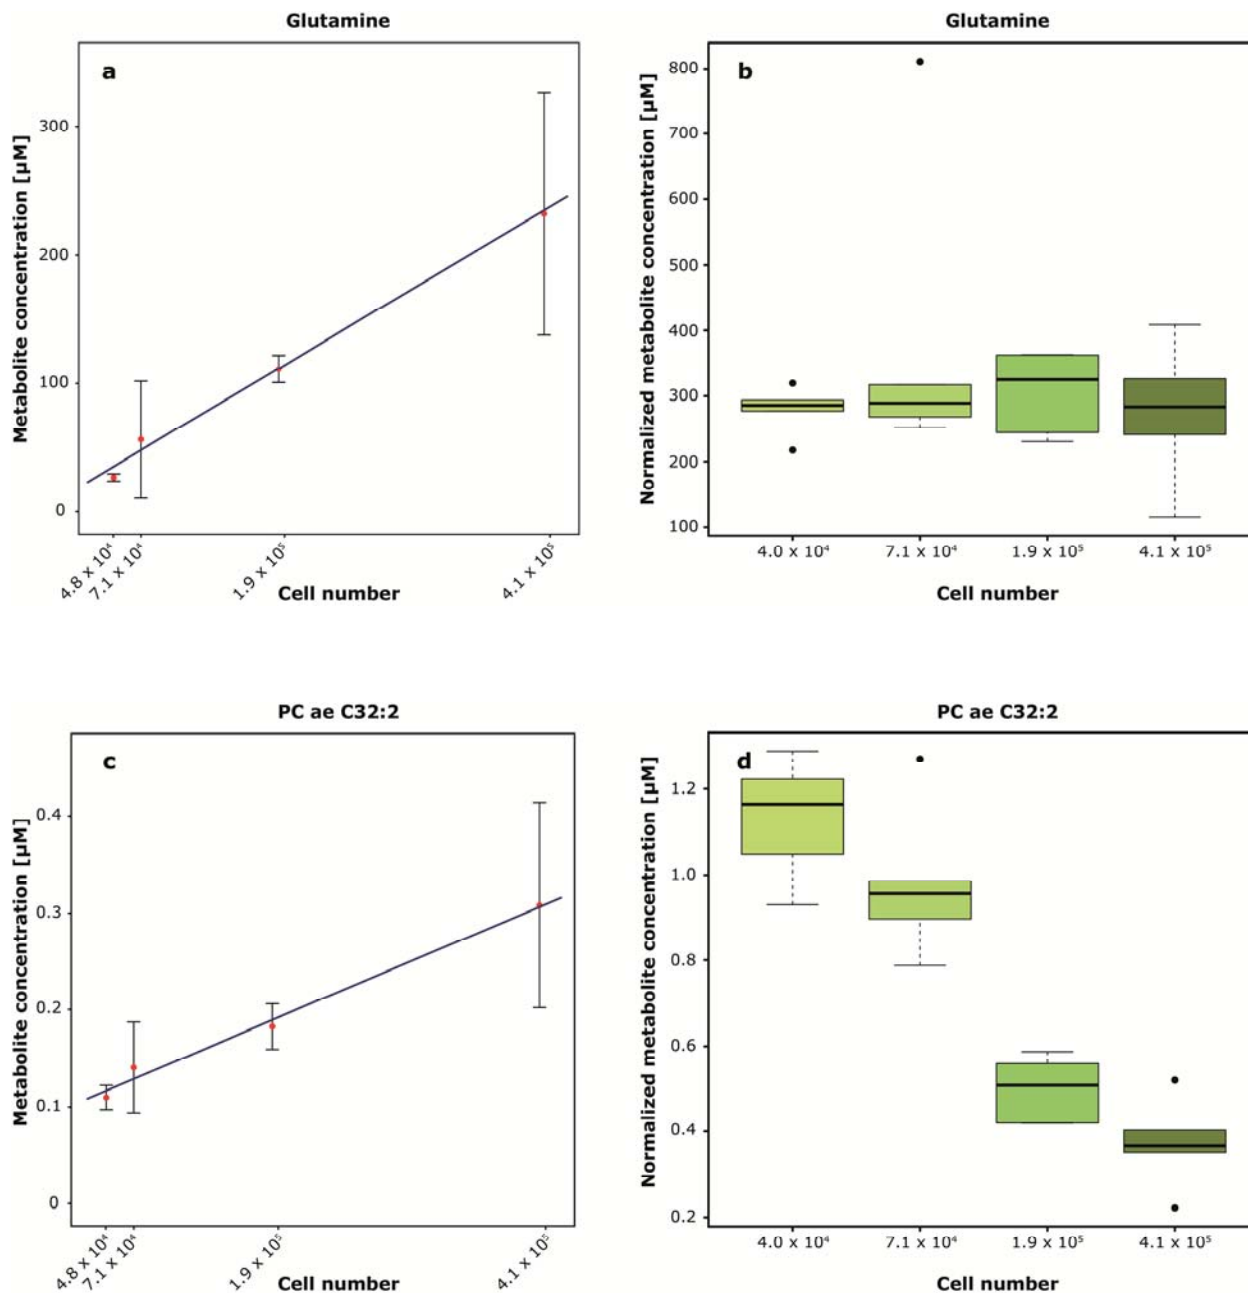 Glutamine
a
Metabolite concentration [µM]
300
200
100
0
4.8 x 10⁴
7.1 x 10⁴
1.9 x 10⁵
4.1 x 10⁵
Cell number
Glutamine
b
Normalized metabolite concentration [µM]
800
700
600
500
400
300
200
100
4.0 x 10⁴
7.1 x 10⁴
1.9 x 10⁵
4.1 x 10⁵
Cell number
PC ae C32:2
c
Metabolite concentration [µM]
0.4
0.3
0.2
0.1
0
4.8 x 10⁴
7.1 x 10⁴
1.9 x 10⁵
4.1 x 10⁵
Cell number
PC ae C32:2
d
Normalized metabolite concentration [µM]
1.2
1.0
0.8
0.6
0.4
0.2
4.0 x 10⁴
7.1 x 10⁴
1.9 x 10⁵
4.1 x 10⁵
Cell number